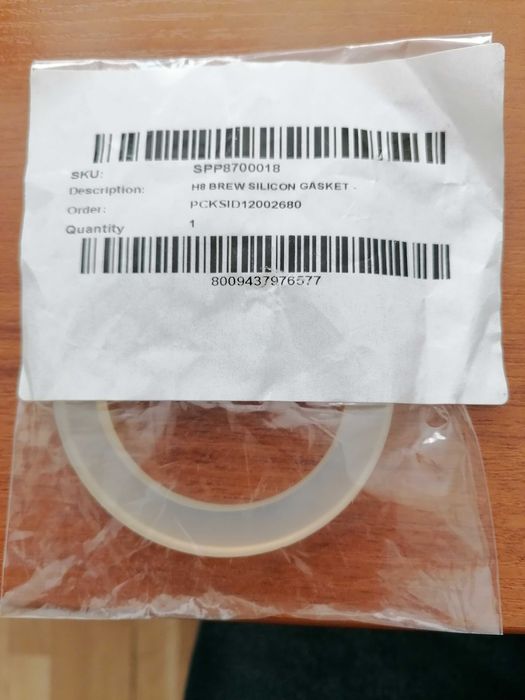 SKU: SPP8700018
Description: H8 BREW SILICON GASKET -
Order: PCKSID12002680
Quantity 1
8009437976577